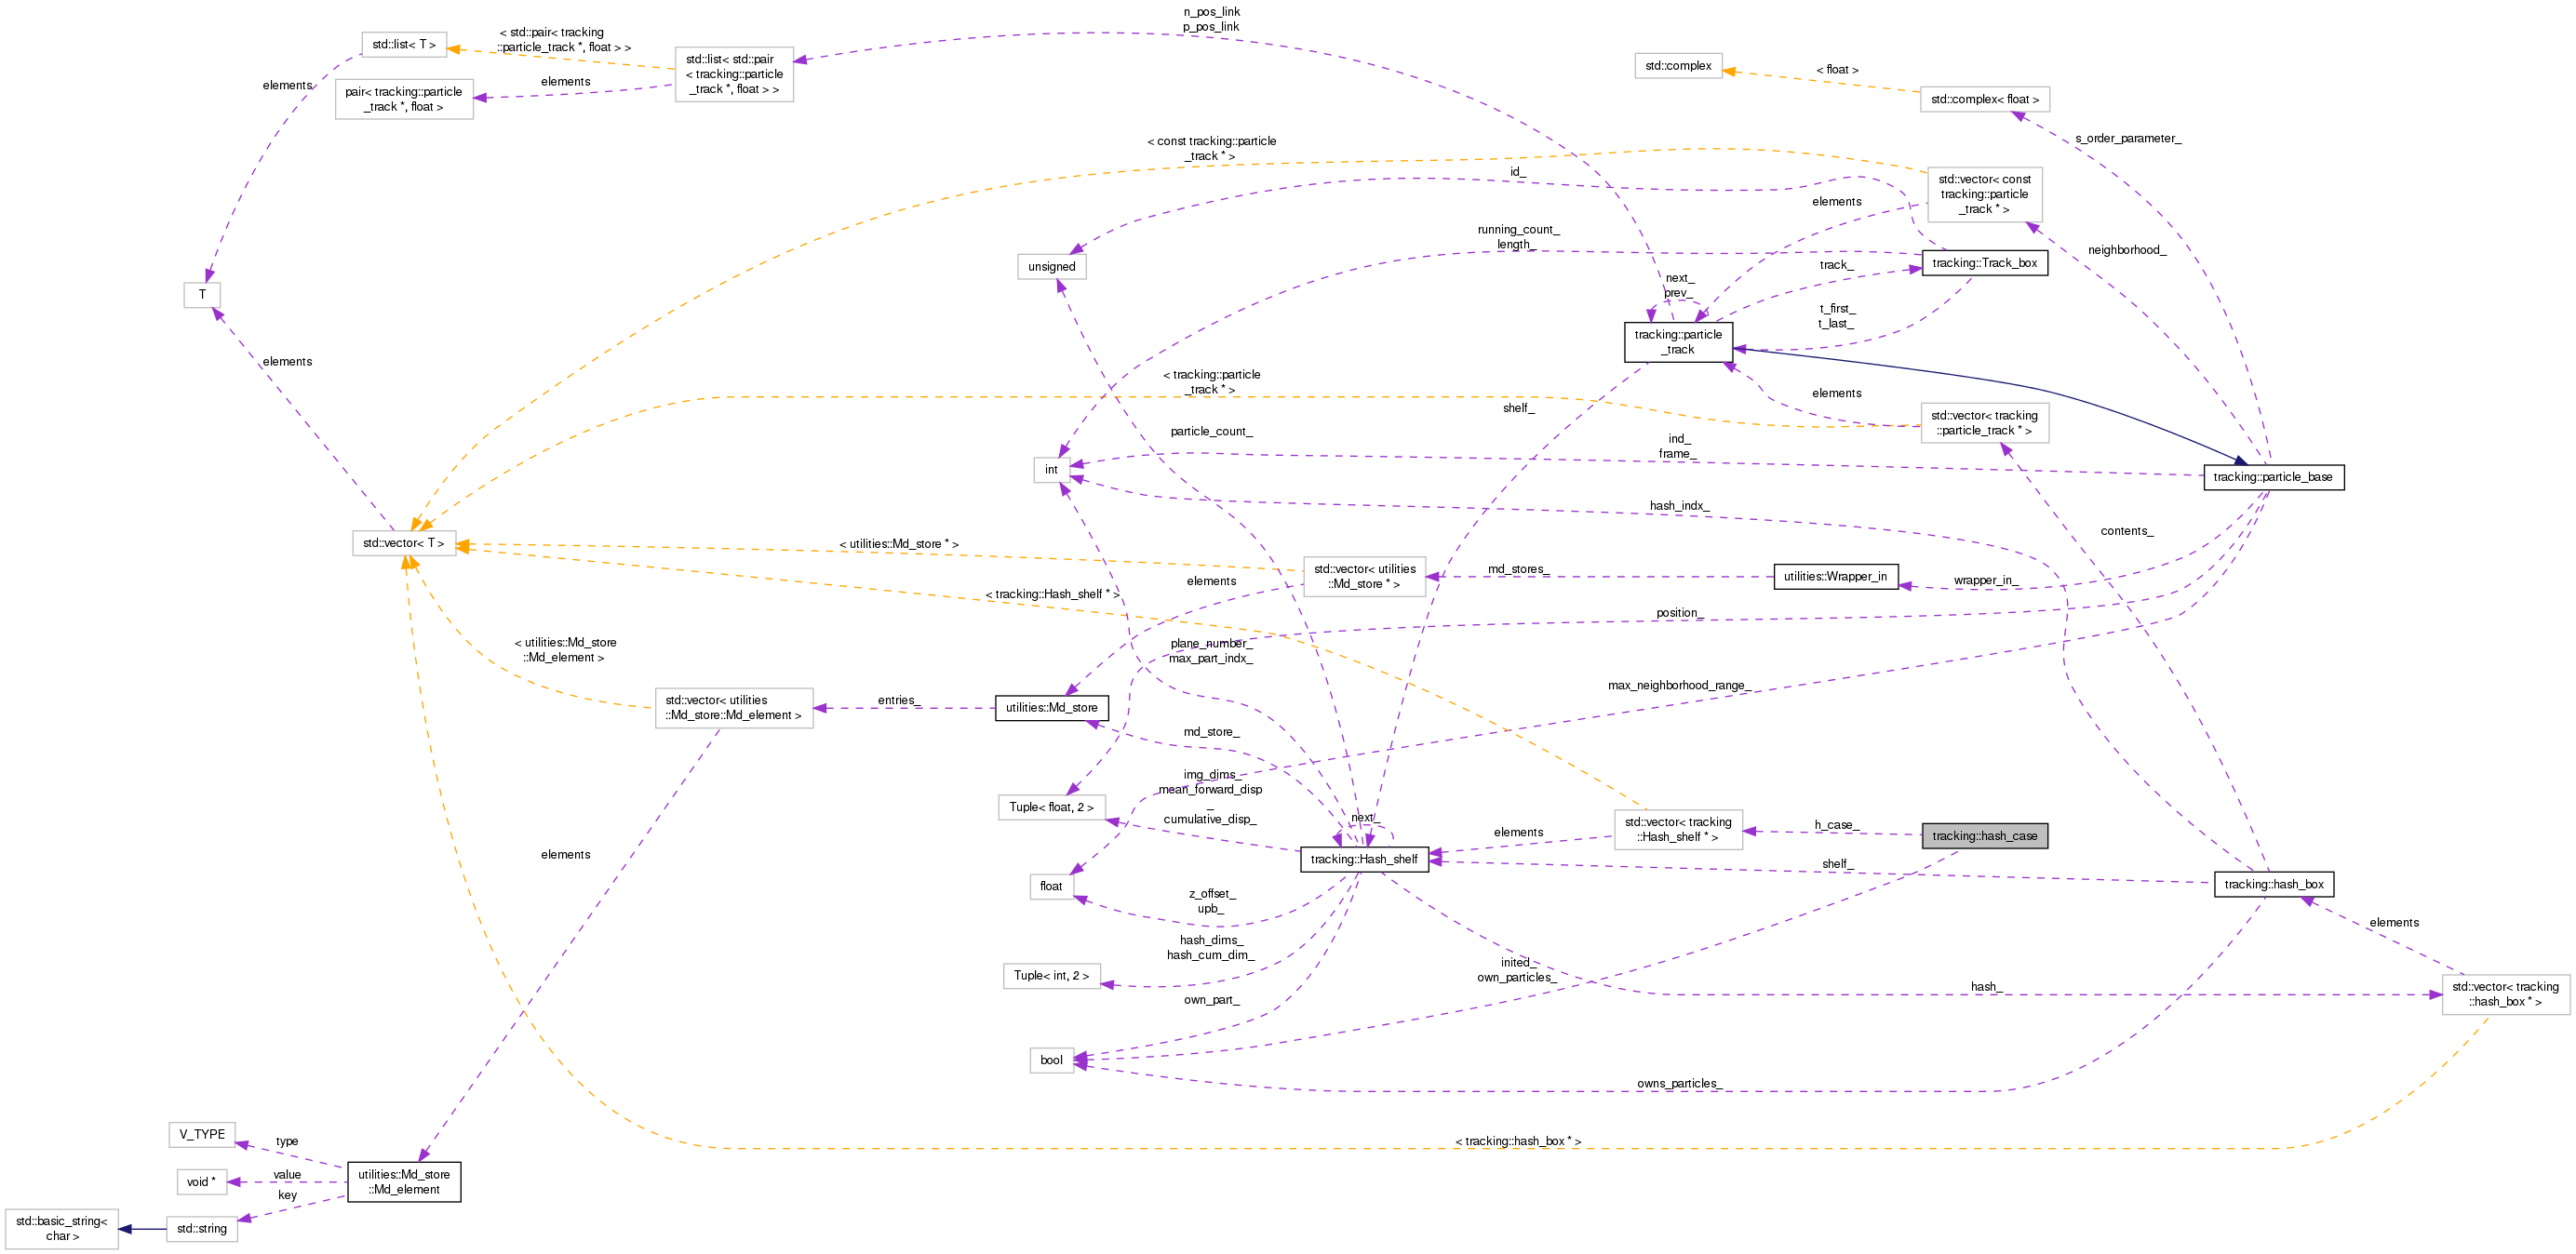 n_pos_link
p_pos_link
std::list< T >
< std::pair< tracking
::particle_track *, float > >
std::list< std::pair
< tracking::particle
_track *, float > >
elements
elements
pair< tracking::particle
_track *, float >
std::complex
< float >
std::complex< float >
s_order_parameter_
< const tracking::particle
_track * >
id_
std::vector< const
tracking::particle
_track * >
elements
neighborhood_
running_count_
length_
unsigned
tracking::Track_box
track_
next_
prev_
T
t_first_
t_last_
tracking::particle
_track
elements
< tracking::particle
_track * >
elements
shelf_
std::vector< tracking
::particle_track * >
particle_count_
ind_
frame_
int
tracking::particle_base
hash_indx_
contents_
std::vector< T >
< utilities::Md_store * >
std::vector< utilities
::Md_store * >
md_stores_
utilities::Wrapper_in
wrapper_in_
elements
< tracking::Hash_shelf * >
position_
< utilities::Md_store
::Md_element >
plane_number_
max_part_indx_
max_neighborhood_range_
std::vector< utilities
::Md_store::Md_element >
entries_
utilities::Md_store
md_store_
Tuple< float, 2 >
img_dims_
mean_forward_disp
_
cumulative_disp_
next_
elements
std::vector< tracking
::Hash_shelf * >
h_case_
tracking::hash_case
elements
tracking::Hash_shelf
shelf_
float
z_offset_
upb_
tracking::hash_box
elements
hash_dims_
hash_cum_dim_
inited_
own_particles_
Tuple< int, 2 >
own_part_
hash_
std::vector< tracking
::hash_box * >
bool
owns_particles_
V_TYPE
type
< tracking::hash_box * >
void *
value
utilities::Md_store
::Md_element
key
std::basic_string<
char >
std::string